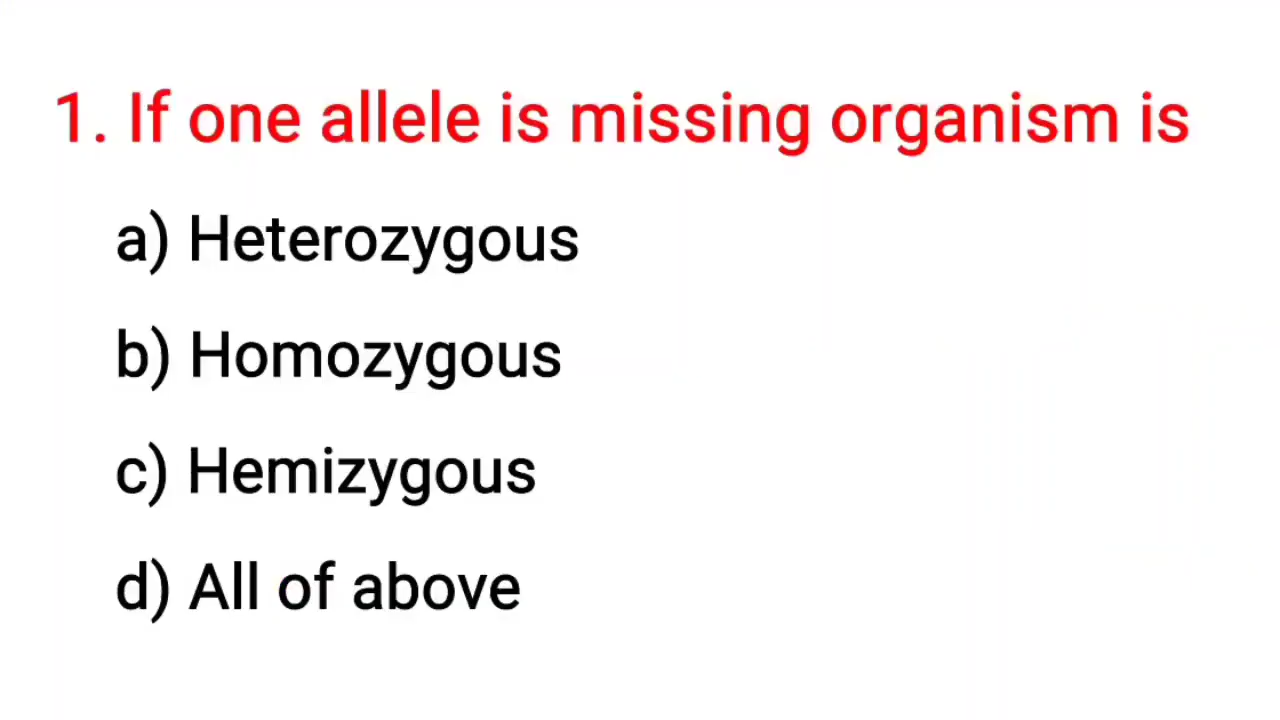 1. If one allele is missing organism is
a) Heterozygous
b) Homozygous
c) Hemizygous
d) All of above